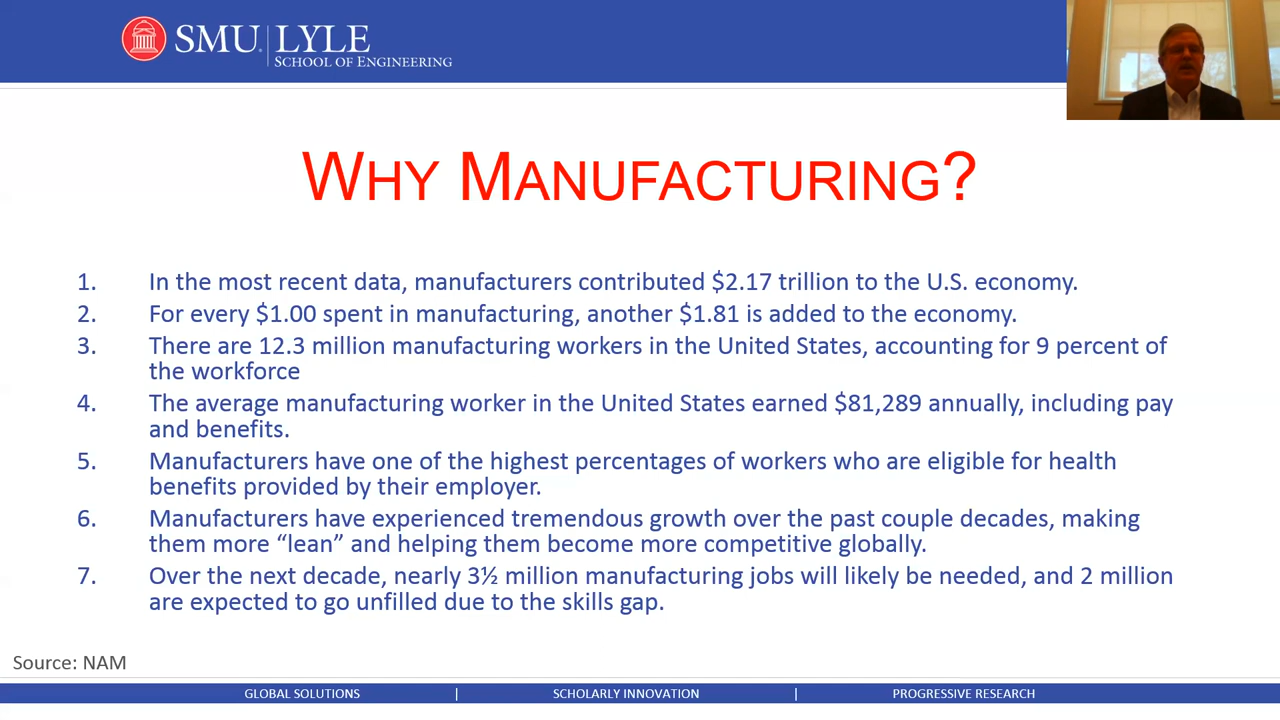 SMU | LYLE
SCHOOL OF ENGINEERING
WHY MANUFACTURING?
1. In the most recent data, manufacturers contributed $2.17 trillion to the U.S. economy.
2. For every $1.00 spent in manufacturing, another $1.81 is added to the economy.
3. There are 12.3 million manufacturing workers in the United States, accounting for 9 percent of
the workforce
4. The average manufacturing worker in the United States earned $81,289 annually, including pay
and benefits.
5. Manufacturers have one of the highest percentages of workers who are eligible for health
benefits provided by their employer.
6. Manufacturers have experienced tremendous growth over the past couple decades, making
them more “lean” and helping them become more competitive globally.
7. Over the next decade, nearly 3½ million manufacturing jobs will likely be needed, and 2 million
are expected to go unfilled due to the skills gap.
Source: NAM
GLOBAL SOLUTIONS | SCHOLARLY INNOVATION | PROGRESSIVE RESEARCH